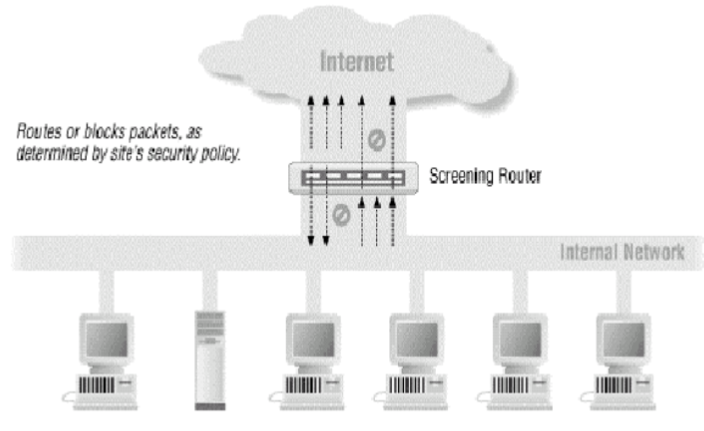 Internet
Routes or blocks packets, as
determined by site's security policy.
Screening Router
Internal Network